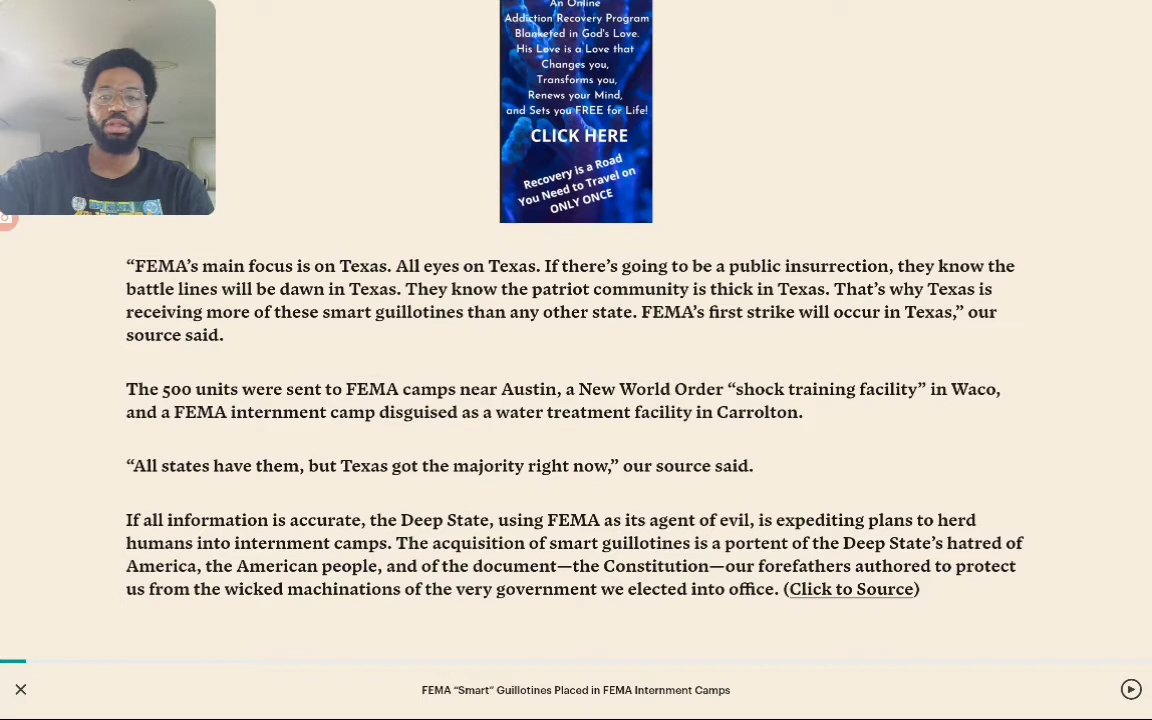 An Online
Addiction Recovery Program
Blanketed in God's Love.
His Love is a Love that
Changes you,
Transforms you,
Renews your Mind,
and Sets you FREE for Life!
CLICK HERE
Recovery is a Road
You Need to Travel on
ONLY ONCE
“FEMA’s main focus is on Texas. All eyes on Texas. If there’s going to be a public insurrection, they know the
battle lines will be dawn in Texas. They know the patriot community is thick in Texas. That’s why Texas is
receiving more of these smart guillotines than any other state. FEMA’s first strike will occur in Texas,” our
source said.
The 500 units were sent to FEMA camps near Austin, a New World Order “shock training facility” in Waco,
and a FEMA internment camp disguised as a water treatment facility in Carrolton.
“All states have them, but Texas got the majority right now,” our source said.
If all information is accurate, the Deep State, using FEMA as its agent of evil, is expediting plans to herd
humans into internment camps. The acquisition of smart guillotines is a portent of the Deep State’s hatred of
America, the American people, and of the document—the Constitution—our forefathers authored to protect
us from the wicked machinations of the very government we elected into office. (Click to Source)
FEMA “Smart” Guillotines Placed in FEMA Internment Camps